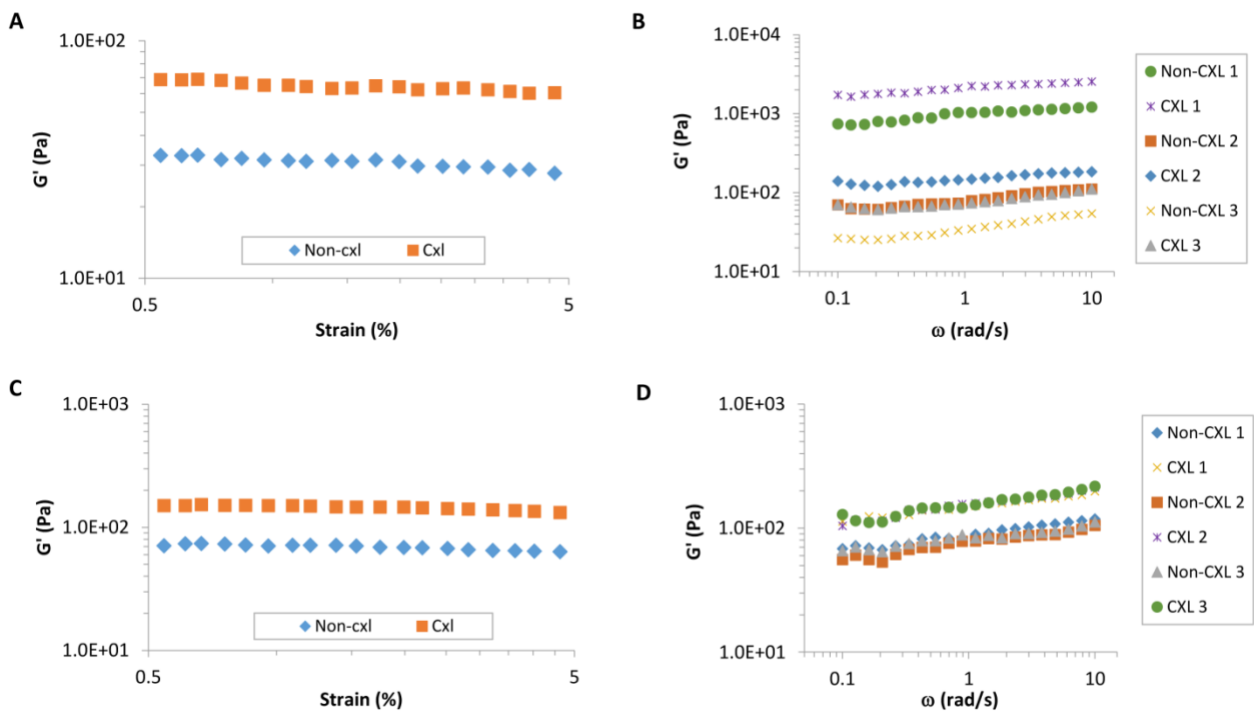 A
1.0E+02
G' (Pa)
Non-cxl Cxl
1.0E+01
0.5 5
Strain (%)
B
1.0E+04
1.0E+03
G' (Pa)
1.0E+02
1.0E+01
0.1 1 10
ω (rad/s)
Non-CXL 1
CXL 1
Non-CXL 2
CXL 2
Non-CXL 3
CXL 3
C
1.0E+03
G' (Pa)
1.0E+02
Non-cxl Cxl
1.0E+01
0.5 5
Strain (%)
D
1.0E+03
G' (Pa)
1.0E+02
1.0E+01
0.1 1 10
ω (rad/s)
Non-CXL 1
CXL 1
Non-CXL 2
CXL 2
Non-CXL 3
CXL 3